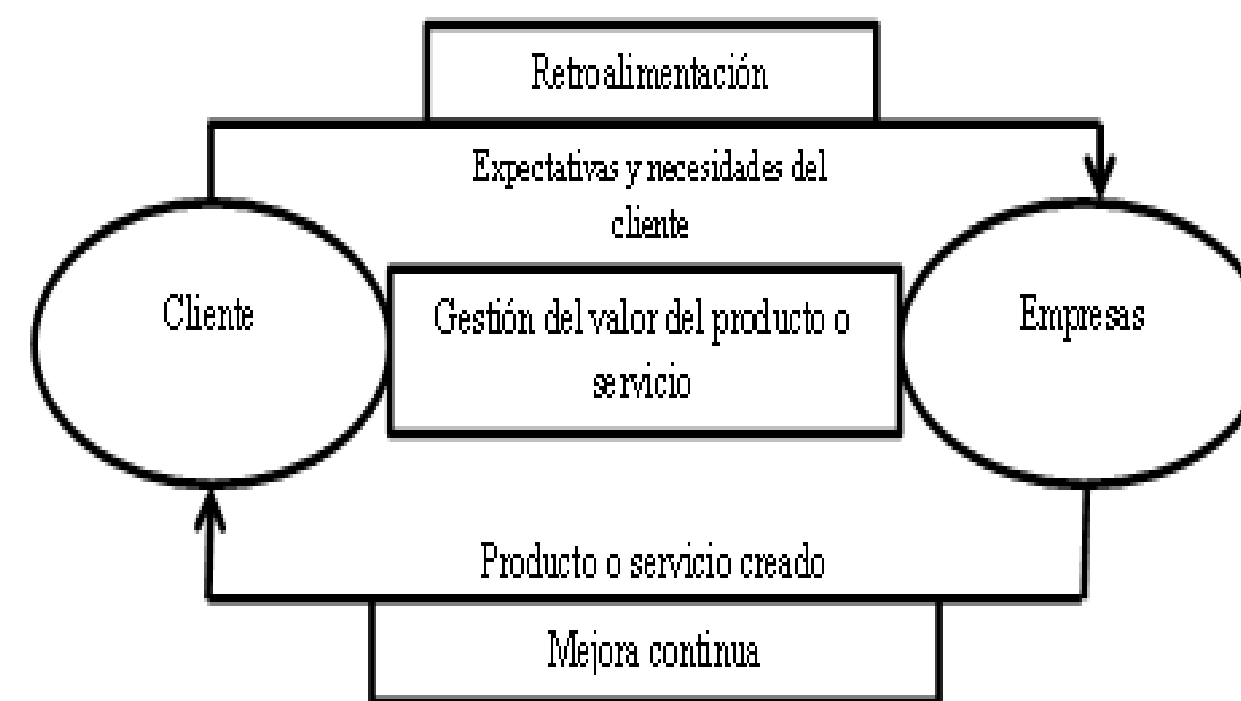 Retroalimentación
Expectativas y necesidades del
cliente
Cliente
Gestión del valor del producto o
servicio
Empresas
Producto o servicio creado
Mejora continua